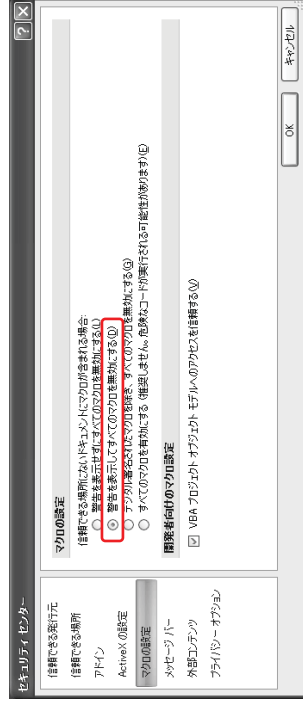 セキュリティ センター
信頼できる発行元
信頼できる場所
アドイン
ActiveX の設定
マクロの設定
メッセージ バー
外部コンテンツ
プライバシー オプション
マクロの設定
信頼できる場所にないドキュメントにマクロが含まれる場合:
警告を表示せずにすべてのマクロを無効にする(L)
警告を表示してすべてのマクロを無効にする(D)
デジタル署名されたマクロを除き、すべてのマクロを無効にする(G)
すべてのマクロを有効にする (推奨しません。危険なコードが実行される可能性があります)(E)
開発者向けのマクロ設定
VBA プロジェクト オブジェクト モデルへのアクセスを信頼する(V)
OK
キャンセル